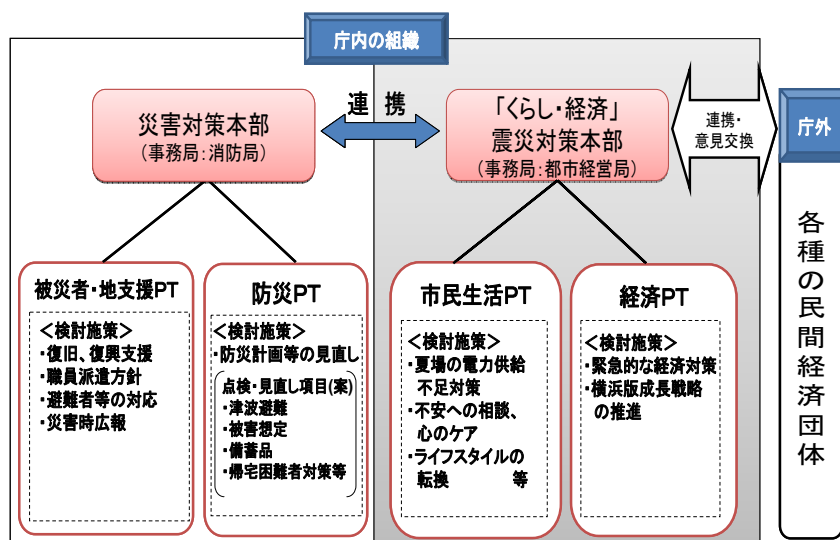 庁内の組織
災害対策本部
(事務局:消防局)
連 携
「くらし・経済」
震災対策本部
(事務局:都市経営局)
連携・
意見交換
庁外
各種の民間経済団体
被災者・地支援PT
<検討施策>
・復旧、復興支援
・職員派遣方針
・避難者等の対応
・災害時広報
防災PT
<検討施策>
・防災計画等の見直し
点検・見直し項目(案)
・津波避難
・被害想定
・備蓄品
・帰宅困難者対策等
市民生活PT
<検討施策>
・夏場の電力供給
不足対策
・不安への相談、
心のケア
・ライフスタイルの
転換 等
経済PT
<検討施策>
・緊急的な経済対策
・横浜版成長戦略
の推進